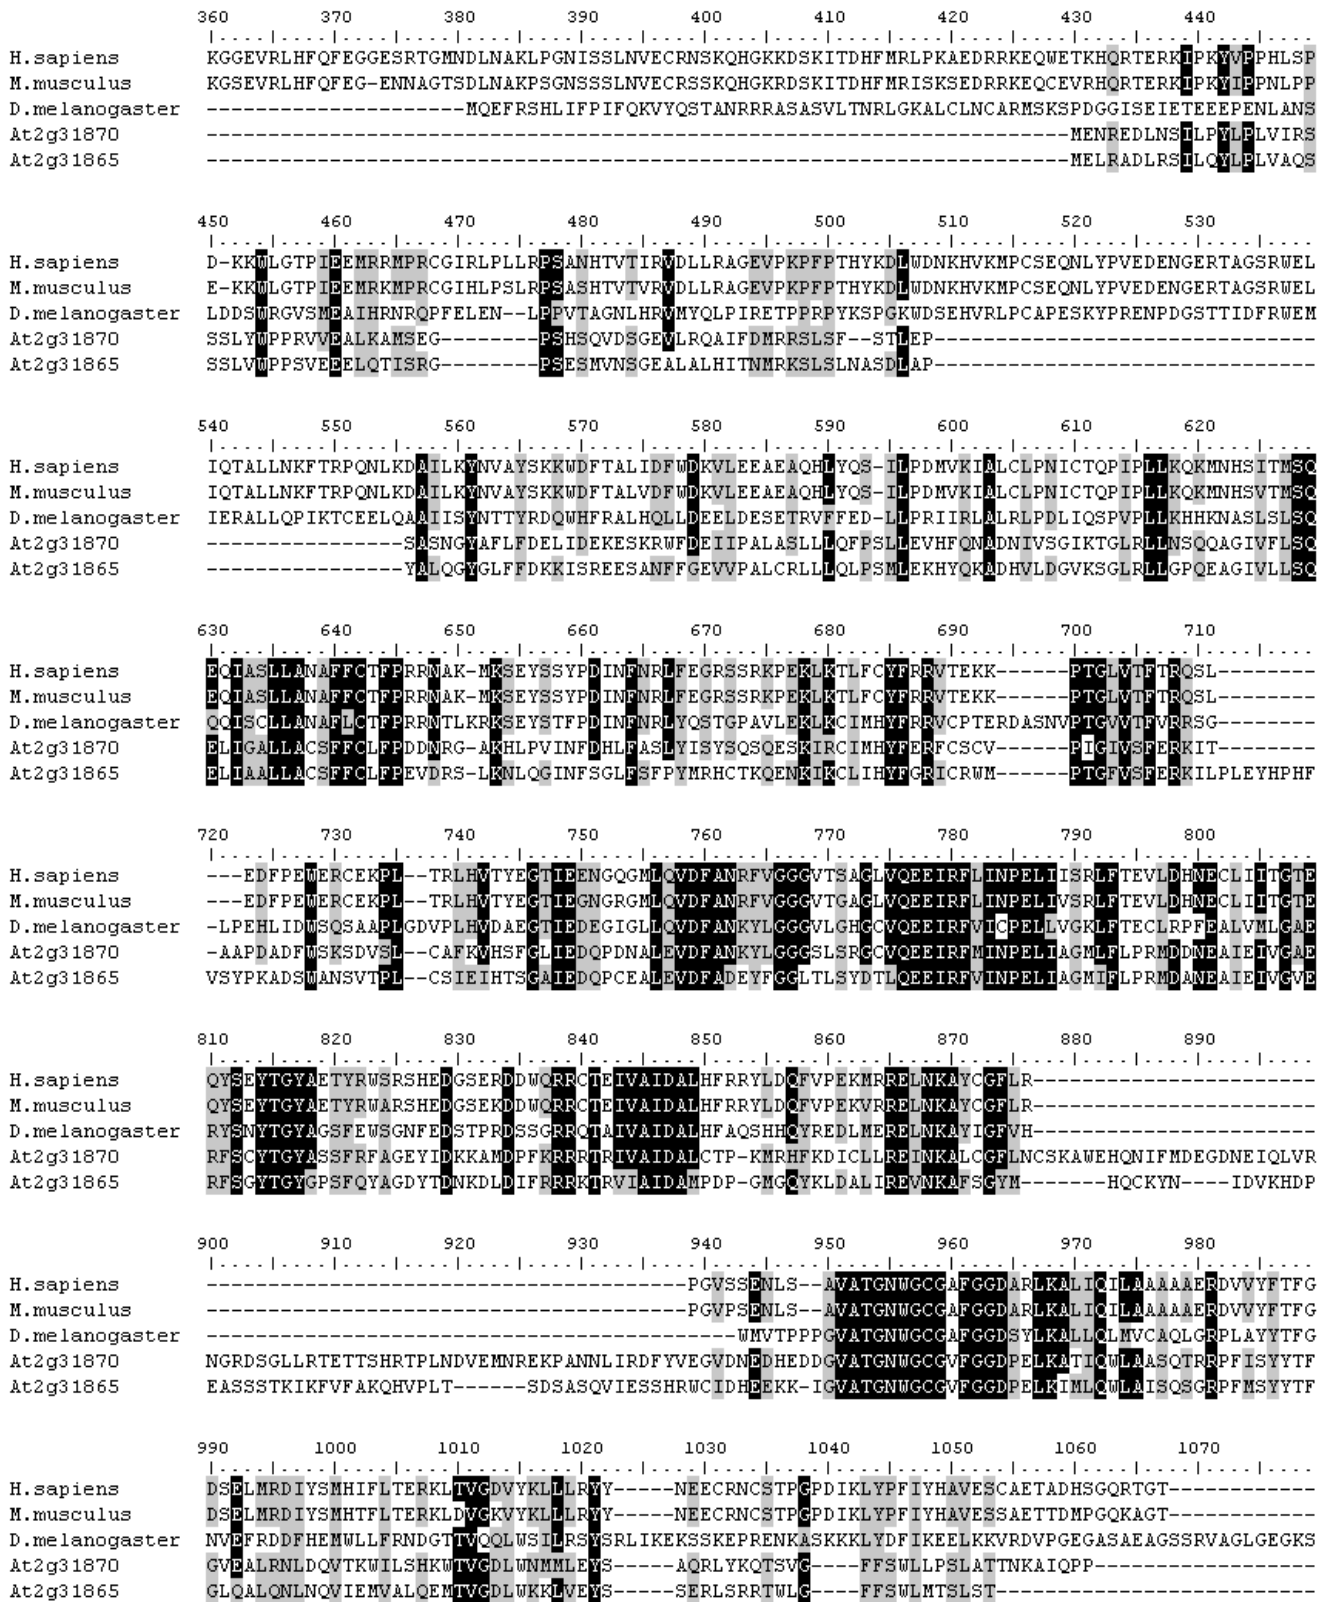 360 370 380 390 400 410 420 430 440
H.sapiens KGGEVRLHFQFEGGESRTGMNDLNAKLPGNISSLNVECRNSKQHGKKDSKITDHFMRLPKAEDRRKEQWETKHQRTERKIPKYVPPHLSP
M.musculus KGSEVRLHFQFEG-ENNAGTSDLNAKPSGNSSSLNVECRSSKQHGKRDSKITDHFMRISKSEDRRKEQCEVRHQRTERKIPKYIPPNLPP
D.melanogaster ---------------------MQEFRSHLIFPIFQKVYQSTANRRRASASVLTNRLGKALCLNCARMSKSPDGGISEIETEEEPENLANS
At2g31870 ----------------------------------------------------------------------MENREDLNSILPYLPLVIRS
At2g31865 ----------------------------------------------------------------------MELRADLRSILQYLPLVAQS
450 460 470 480 490 500 510 520 530
H.sapiens D-KKWLGTPIEEMRRMPRCGIRLPLLRPSANHTVTIRVDLLRAGEVPKPFPTHYKDLWDNKHVKMPCSEQNLYPVEDENGERTAGSRWEL
M.musculus E-KKWLGTPIEEMRKMPRCGIHLPSLRPSASHTVTVRVDLLRAGEVPKPFPTHYKDLWDNKHVKMPCSEQNLYPVEDENGERTAGSRWEL
D.melanogaster LDDSWRGVSMEAIHRNRQPFELEN--LPPVTAGNLHRVMYQLPIRETPPRPYKSPGKWDSEHVRLPCAPESKYPRENPDGSTTIDFRWEM
At2g31870 SSLYWPPRVVEALKAMSEG--------PSHSQVDSGEVLRQAIFDMRRSLSF--STLEP-------------------------------
At2g31865 SSLVWPPSVEEELQTISRG--------PSESMVNSGEALALHITNMRKSLSLNASDLAP-------------------------------
540 550 560 570 580 590 600 610 620
H.sapiens IQTALLNKFTRPQNLKDAILKYNVAYSKKWDFTALIDFWDKVLEEAEAQHLYQS-ILPDMVKIALCLPNICTQPIPLLKQKMNHSITMSQ
M.musculus IQTALLNKFTRPQNLKDAILKYNVAYSKKWDFTALVDFWDKVLEEAEAQHLYQS-ILPDMVKIALCLPNICTQPIPLLKQKMNHSVTMSQ
D.melanogaster IERALLQPIKTCEELQAAIISYNTTYRDQWHFRALHQLLDEELDESETRVFFED-LLPRIIRLALRLPDLIQSPVPLLKHHKNASLSLSQ
At2g31870 ----------------SASNGYAFLFDELIDEKESKRWFDEIIPALASLLLQFPSLLEVHFQNADNIVSGIKTGLRLLNSQQAGIVFLSQ
At2g31865 ----------------YALQGYGLFFDKKISREESANFFGEVVPALCRLLLQLPSMLEKHYQKADHVLDGVKSGLRLLGPQEAGIVLLSQ
630 640 650 660 670 680 690 700 710
H.sapiens EQIASLLANAFFCTFPRRNAK-MKSEYSSYPDINFNRLFEGRSSRKPEKLKTLFCYFRRVTEKK------PTGLVTFTRQSL--------
M.musculus EQIASLLANAFFCTFPRRNAK-MKSEYSSYPDINFNRLFEGRSSRKPEKLKTLFCYFRRVTEKK------PTGLVTFTRQSL--------
D.melanogaster QQISCLLANAFLCTFPRRNTLKRKSEYSTFPDINFNRLYQSTGPAVLEKLKCIMHYFRRVCPTERDASNVPTGVVTFVRRSG--------
At2g31870 ELIGALLACSFFCLFPDDNRG-AKHLPVINFDHLFASLYISYSQSQESKIRCIMHYFERFCSCV------PIGIVSFERKIT--------
At2g31865 ELIAALLACSFFCLFPEVDRS-LKNLQGINFSGLFSFPYMRHCTKQENKIKCLIHYFGRICRWM------PTGFVSFERKILPLEYHPHF
720 730 740 750 760 770 780 790 800
H.sapiens ---EDFPEWERCEKPL--TRLHVTYEGTIEENGQGMLQVDFANRFVGGGVTSAGLVQEEIRFLINPELIISRLFTEVLDHNECLIITGTE
M.musculus ---EDFPEWERCEKPL--TRLHVTYEGTIEGNGRGMLQVDFANRFVGGGVTGAGLVQEEIRFLINPELIVSRLFTEVLDHNECLIITGTE
D.melanogaster -LPEHLIDWSQSAAPLGDVPLHVDAEGTIEDEGIGLLQVDFANKYLGGGVLGHGCVQEEIRFVICPELLVGKLFTECLRPFEALVMLGAE
At2g31870 -AAPDADFWSKSDVSL--CAFKVHSFGLIEDQPDNALEVDFANKYLGGGSLSRGCVQEEIRFMINPELIAGMLFLPRMDDNEAIEIVGAE
At2g31865 VSYPKADSWANSVTPL--CSIEIHTSGAIEDQPCEALEVDFADEYFGGLTLSYDTLQEEIRFVINPELIAGMIFLPRMDANEAIEIVGVE
810 820 830 840 850 860 870 880 890
H.sapiens QYSEYTGYAETYRWSRSHEDGSERDDWQRRCTEIVAIDALHFRRYLDQFVPEKMRRELNKAYCGFLR-----------------------
M.musculus QYSEYTGYAETYRWARSHEDGSEKDDWQRRCTEIVAIDALHFRRYLDQFVPEKVRRELNKAYCGFLR-----------------------
D.melanogaster RYSNYTGYAGSFEWSGNFEDSTPRDSSGRRQTAIVAIDALHFAQSHHQYREDLMERELNKAYIGFVH-----------------------
At2g31870 RFSCYTGYASSFRFAGEYIDKKAMDPFKRRRTRIVAIDALCTP-KMRHFKDICLLREINKALCGFLNCSKAWEHQNIFMDEGDNEIQLVR
At2g31865 RFSGYTGYGPSFQYAGDYTDNKDLDIFRRRKTRVIAIDAMPDP-GMGQYKLDALIREVNKAFSGYM-------HQCKYN----IDVKHDP
900 910 920 930 940 950 960 970 980
H.sapiens ---------------------------------------PGVSSENLS--AVATGNWGCGAFGGDARLKALIQILAAAAAERDVVYFTFG
M.musculus ---------------------------------------PGVPSENLS--AVATGNWGCGAFGGDARLKALIQILAAAAAERDVVYFTFG
D.melanogaster -------------------------------------------WMVTPPPGVATGNWGCGAFGGDSYLKALLQLMVCAQLGRPLAYYTFG
At2g31870 NGRDSGLLRTETTSHRTPLNDVEMNREKPANNLIRDFYVEGVDNEDHEDDGVATGNWGCGVFGGDPELKATIQWLAASQTRRPFISYYTF
At2g31865 EASSSTKIKFVFAKQHVPLT------SDSASQVIESSHRWCIDHEEKK-IGVATGNWGCGVFGGDPELKIMLQWLAISQSGRPFMSYYTF
990 1000 1010 1020 1030 1040 1050 1060 1070
H.sapiens DSELMRDIYSMHIFLTERKLTVGDVYKLLLRYY-----NEECRNCSTPGPDIKLYPFIYHAVESCAETADHSGQRTGT------------
M.musculus DSELMRDIYSMHTFLTERKLDVGKVYKLLLRYY-----NEECRNCSTPGPDIKLYPFIYHAVESSAETTDMPGQKAGT------------
D.melanogaster NVEFRDDFHEMWLLFRNDGTTVQQLWSILRSYSRLIKEKSSKEPRENKASKKKLYDFIKEELKKVRDVPGEGASAEAGSSRVAGLGEGKS
At2g31870 GVEALRNLDQVTKWILSHKWTVGDLWNMMLEYS-----AQRLYKQTSVG----FFSWLLPSLATTNKAIQPP------------------
At2g31865 GLQALQNLNQVIEMVALQEMTVGDLWKKLVEYS-----SERLSRRTWLG----FFSWLMTSLST--------------------------